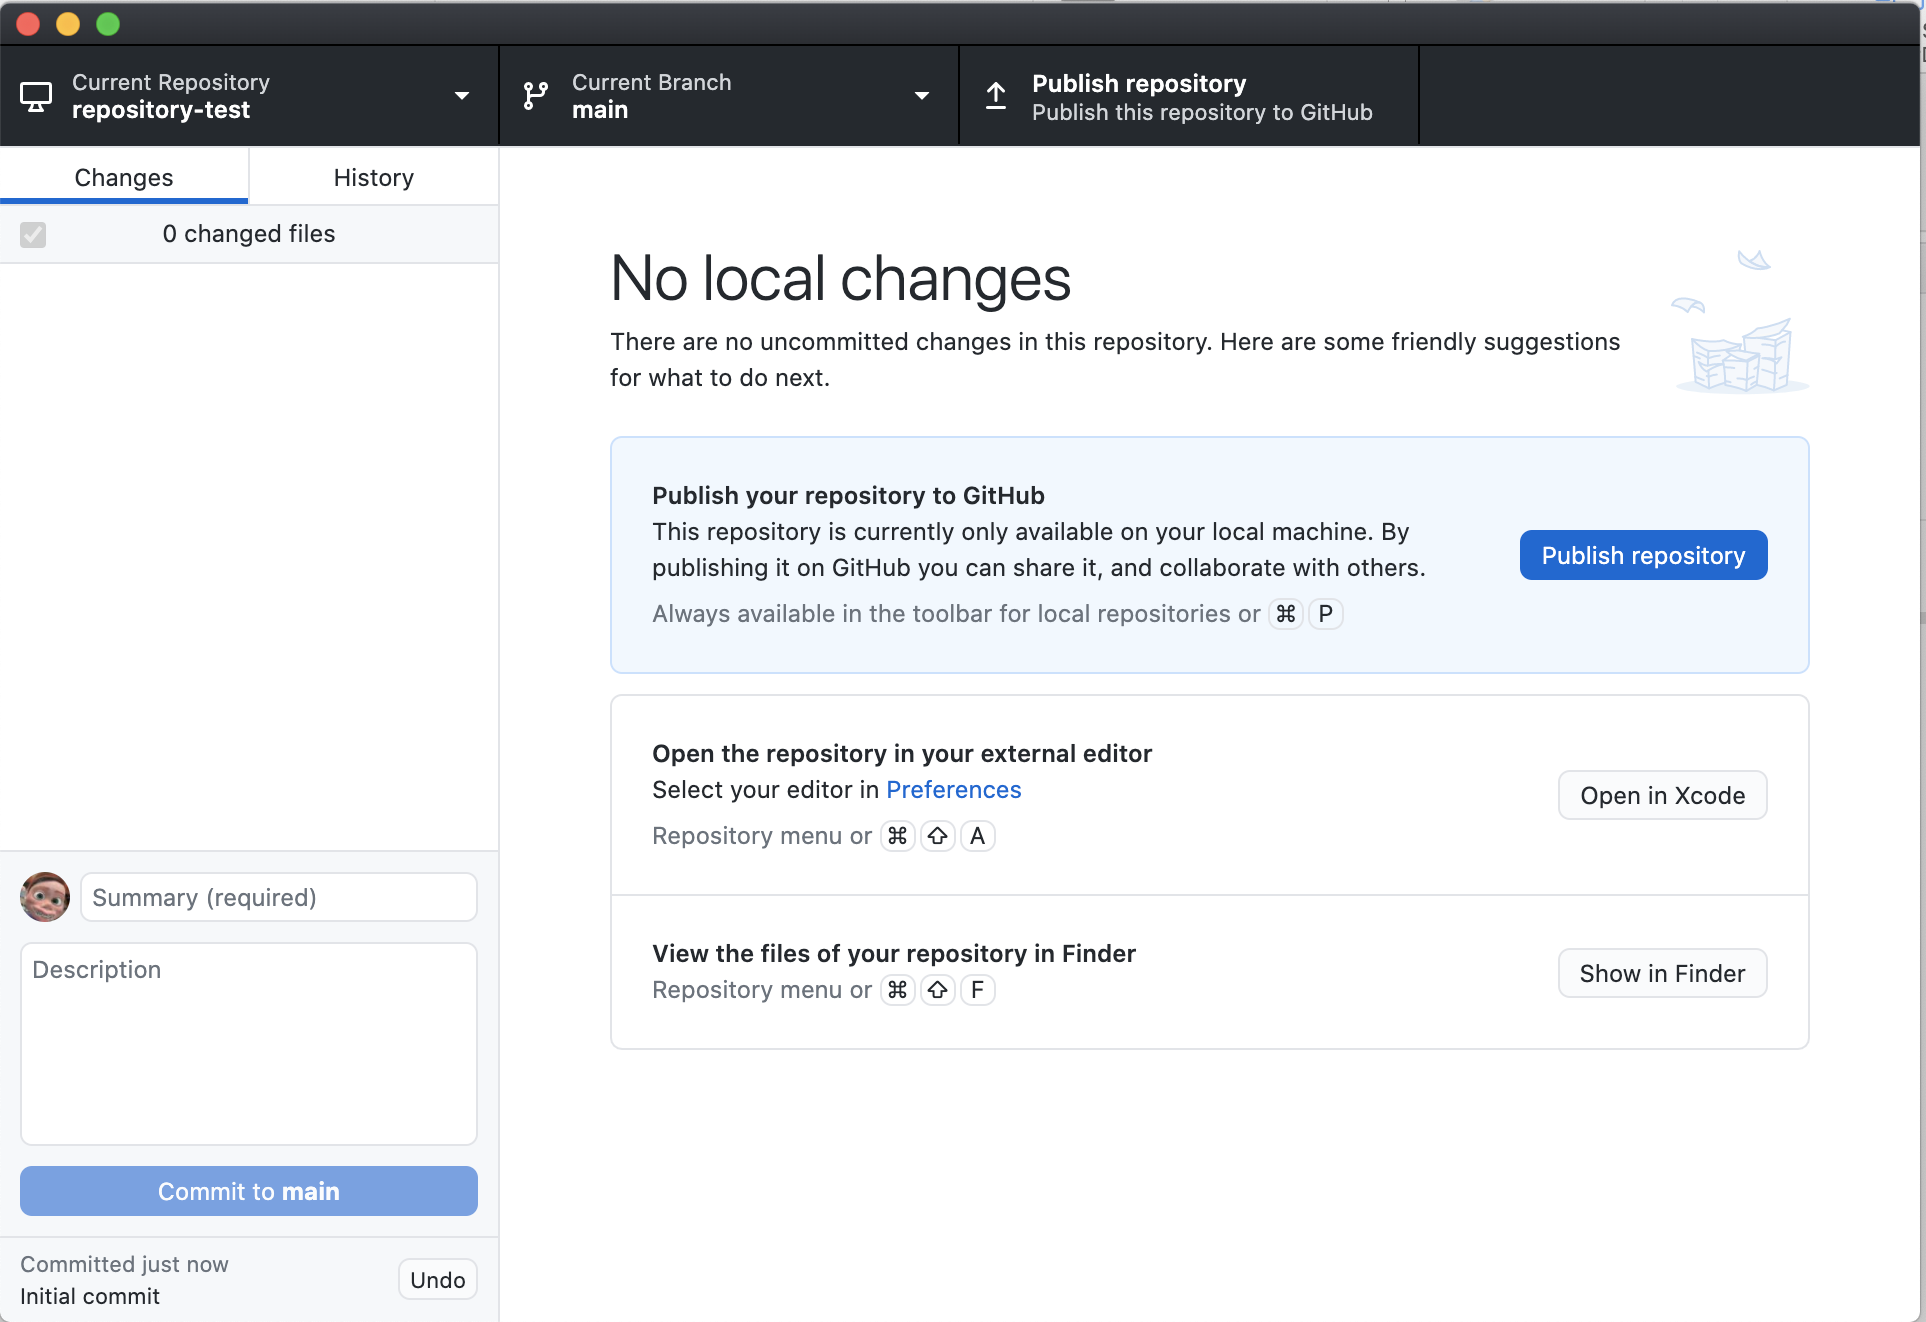 Current Repository
repository-test
Current Branch
main
Publish repository
Publish this repository to GitHub
Changes
History
0 changed files
No local changes
There are no uncommitted changes in this repository. Here are some friendly suggestions
for what to do next.
Publish your repository to GitHub
This repository is currently only available on your local machine. By
publishing it on GitHub you can share it, and collaborate with others.
Always available in the toolbar for local repositories or ⌘ P
Publish repository
Open the repository in your external editor
Select your editor in Preferences
Repository menu or ⌘ ⇧ A
Open in Xcode
View the files of your repository in Finder
Repository menu or ⌘ ⇧ F
Show in Finder
Summary (required)
Description
Commit to main
Committed just now
Initial commit
Undo